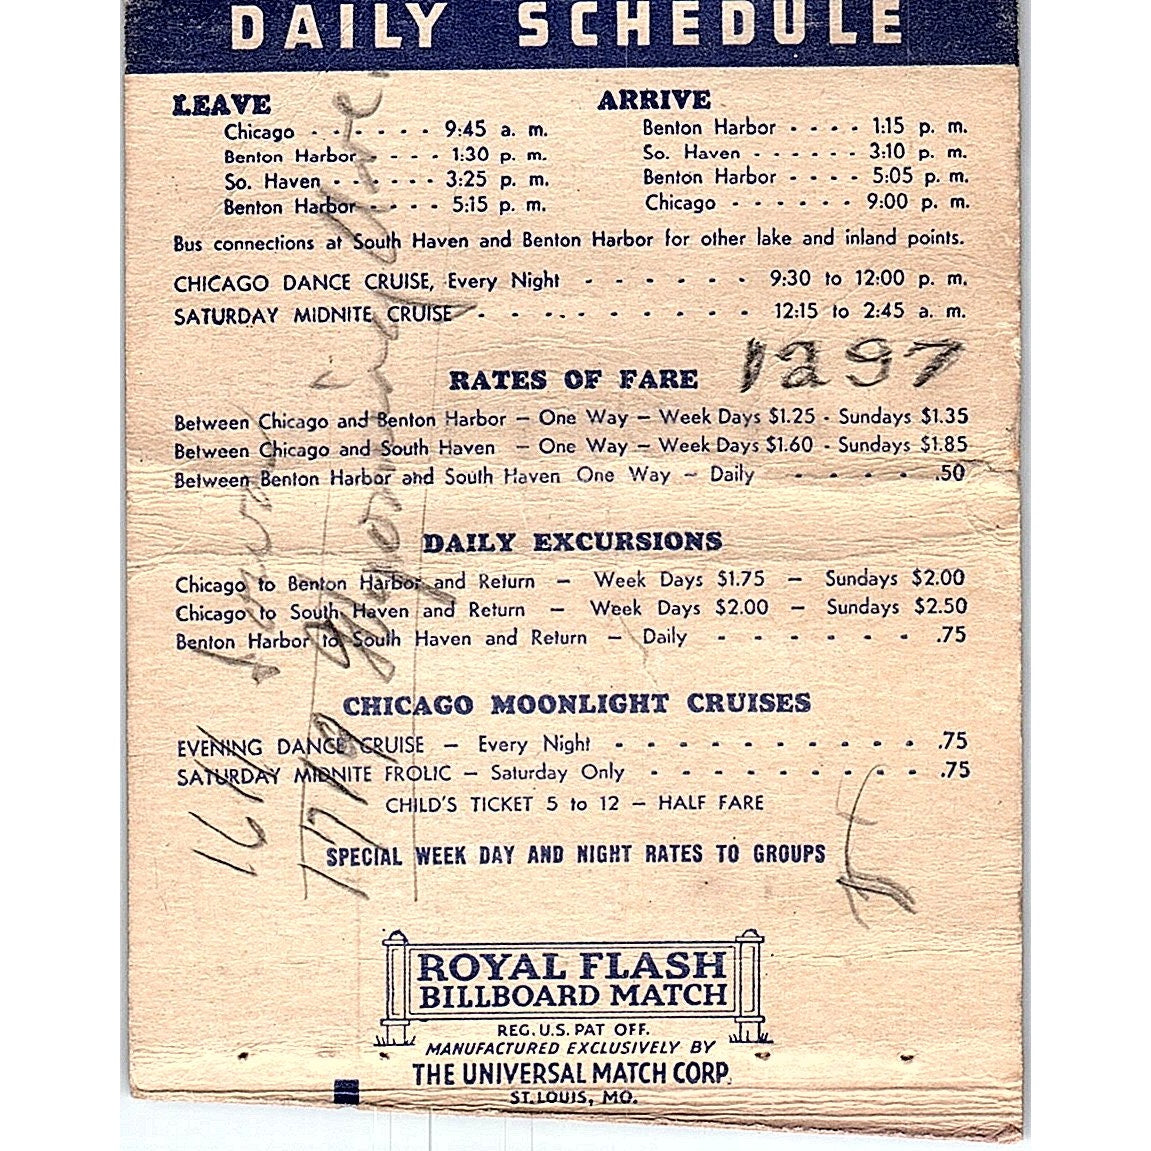 DAILY SCHEDULE
LEAVE ARRIVE
Chicago - - - - - - 9:45 a. m. Benton Harbor - - - - 1:15 p. m.
Benton Harbor - - - - 1:30 p. m. So. Haven - - - - - - 3:10 p. m.
So. Haven - - - - - - 3:25 p. m. Benton Harbor - - - - 5:05 p. m.
Benton Harbor - - - - 5:15 p. m. Chicago - - - - - - 9:00 p. m.
Bus connections at South Haven and Benton Harbor for other lake and inland points.
CHICAGO DANCE CRUISE, Every Night - - - - - - - 9:30 to 12:00 p. m.
SATURDAY MIDNITE CRUISE - - - - - - - - - - - 12:15 to 2:45 a. m.
1297
RATES OF FARE
Between Chicago and Benton Harbor – One Way – Week Days $1.25 - Sundays $1.35
Between Chicago and South Haven – One Way – Week Days $1.60 - Sundays $1.85
Between Benton Harbor and South Haven One Way – Daily - - - - - .50
DAILY EXCURSIONS
Chicago to Benton Harbor and Return – Week Days $1.75 – Sundays $2.00
Chicago to South Haven and Return – Week Days $2.00 – Sundays $2.50
Benton Harbor to South Haven and Return – Daily - - - - - - - .75
CHICAGO MOONLIGHT CRUISES
EVENING DANCE CRUISE – Every Night - - - - - - - - - - .75
SATURDAY MIDNITE FROLIC – Saturday Only - - - - - - - - .75
CHILD'S TICKET 5 to 12 – HALF FARE
SPECIAL WEEK DAY AND NIGHT RATES TO GROUPS
1719 Wyoming Ave.
ROYAL FLASH
BILLBOARD MATCH
REG. U.S. PAT OFF.
MANUFACTURED EXCLUSIVELY BY
THE UNIVERSAL MATCH CORP.
ST. LOUIS, MO.